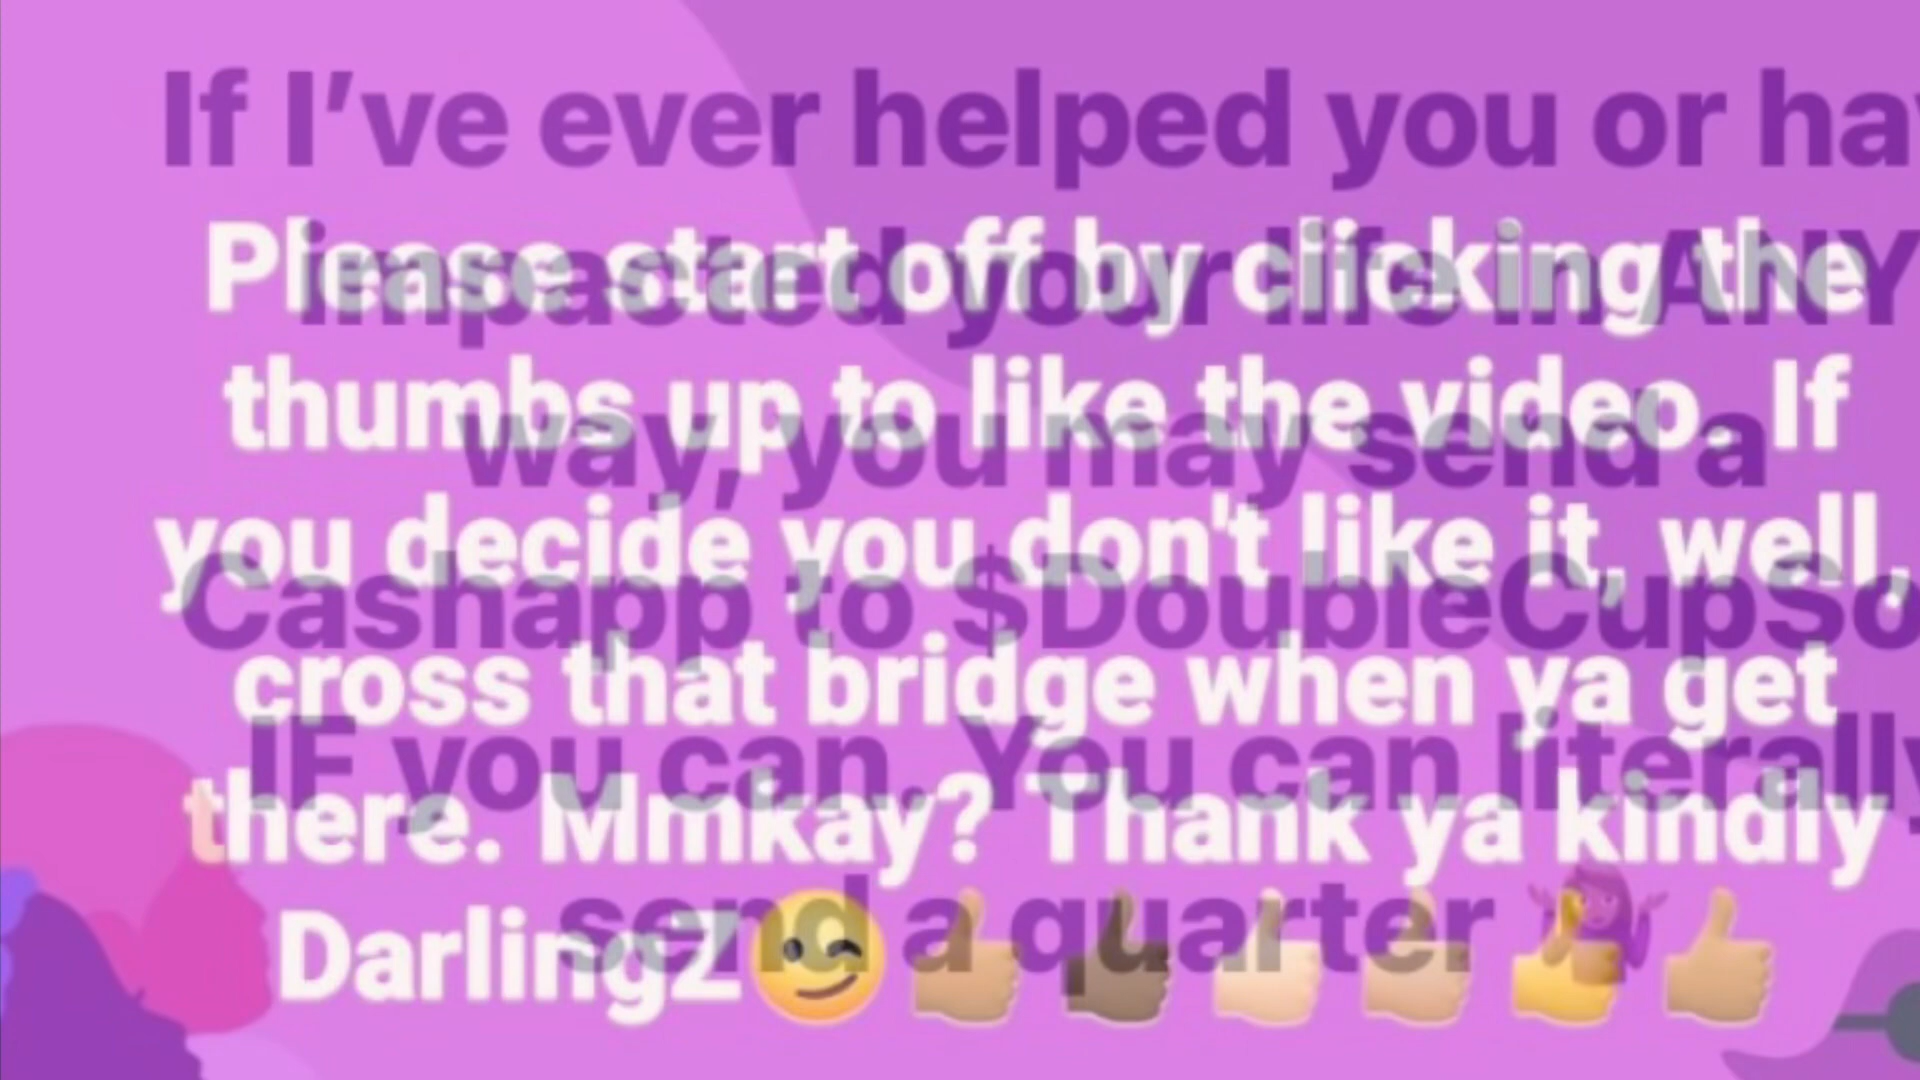 If I've ever helped you or
impacted your life in ANY
way, you may send a
Cashapp to
IF you can. You can literally
send a quarter 🤷‍♀️
Please start off by clicking the
thumbs up to like the video. If
you decide you don't like it, well,
cross that bridge when ya get
there. Mmkay? Thank ya kindly
DarlingZ😉👍🏽👍🏿👍🏻👍🏼👍👍🏽